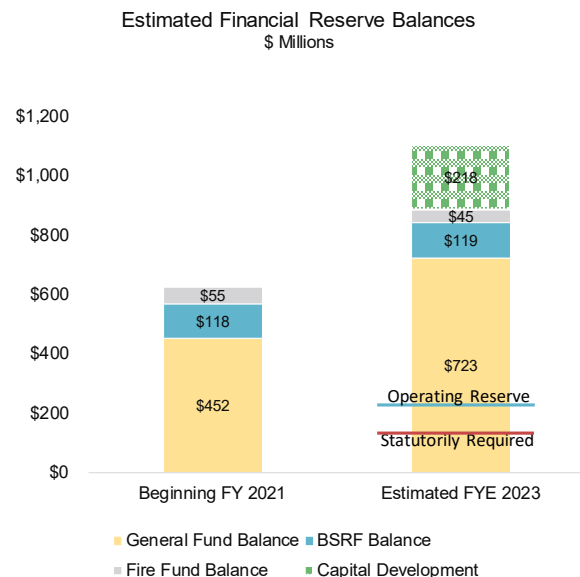 Estimated Financial Reserve Balances
$ Millions
$1,200
$1,000
$800
$600
$400
$200
$0
$55
$118
$452
$218
$45
$119
$723
Operating Reserve
Statutorily Required
Beginning FY 2021
Estimated FYE 2023
General Fund Balance
BSRF Balance
Fire Fund Balance
Capital Development